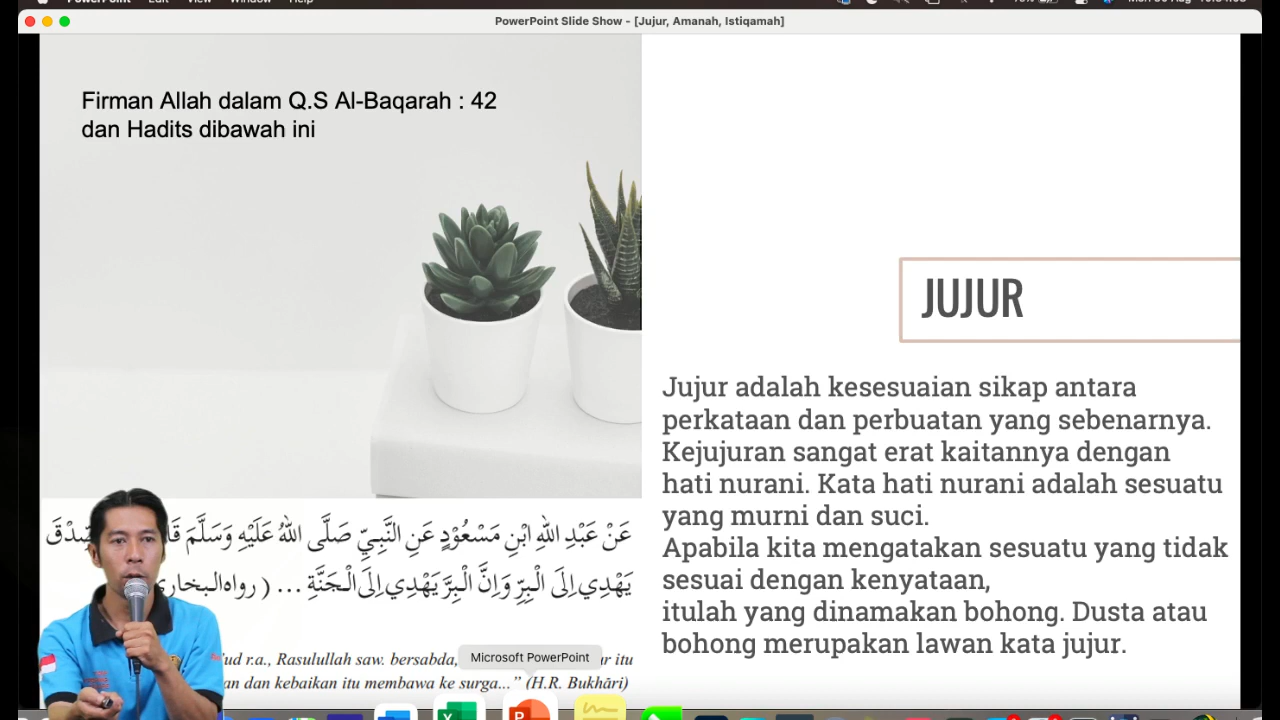 PowerPoint Slide Show - [Jujur, Amanah, Istiqamah]
Firman Allah dalam Q.S Al-Baqarah : 42
dan Hadits dibawah ini
عَنْ عَبْدِ اللهِ ابْنِ مَسْعُوْدٍ عَنِ النَّبِيِّ صَلَّى اللهُ عَلَيْهِ وَسَلَّمَ
يَهْدِي إِلَى الْبِرِّ وَإِنَّ الْبِرَّ يَهْدِي إِلَى الْجَنَّةِ ... ( رواه البخاري
r.a., Rasulullah saw. bersabda, itu
dan kebaikan itu membawa ke surga...” (H.R. Bukhāri)
Microsoft PowerPoint
JUJUR
Jujur adalah kesesuaian sikap antara
perkataan dan perbuatan yang sebenarnya.
Kejujuran sangat erat kaitannya dengan
hati nurani. Kata hati nurani adalah sesuatu
yang murni dan suci.
Apabila kita mengatakan sesuatu yang tidak
sesuai dengan kenyataan,
itulah yang dinamakan bohong. Dusta atau
bohong merupakan lawan kata jujur.